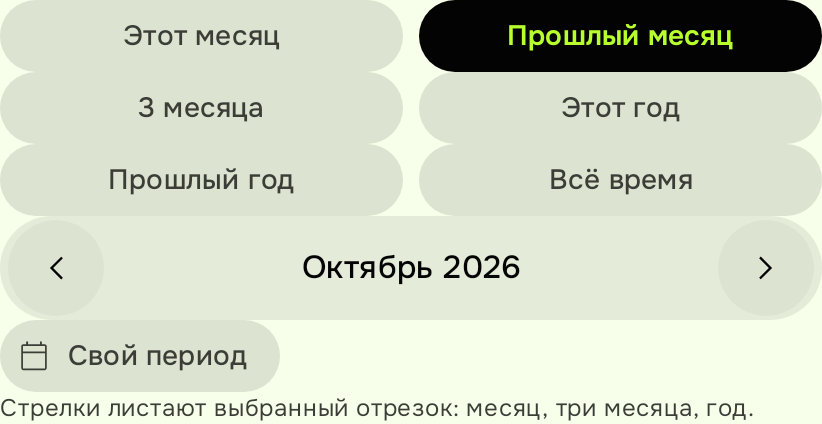 Этот месяц
Прошлый месяц
3 месяца
Этот год
Прошлый год
Всё время
Октябрь 2026
Свой период
Стрелки листают выбранный отрезок: месяц, три месяца, год.